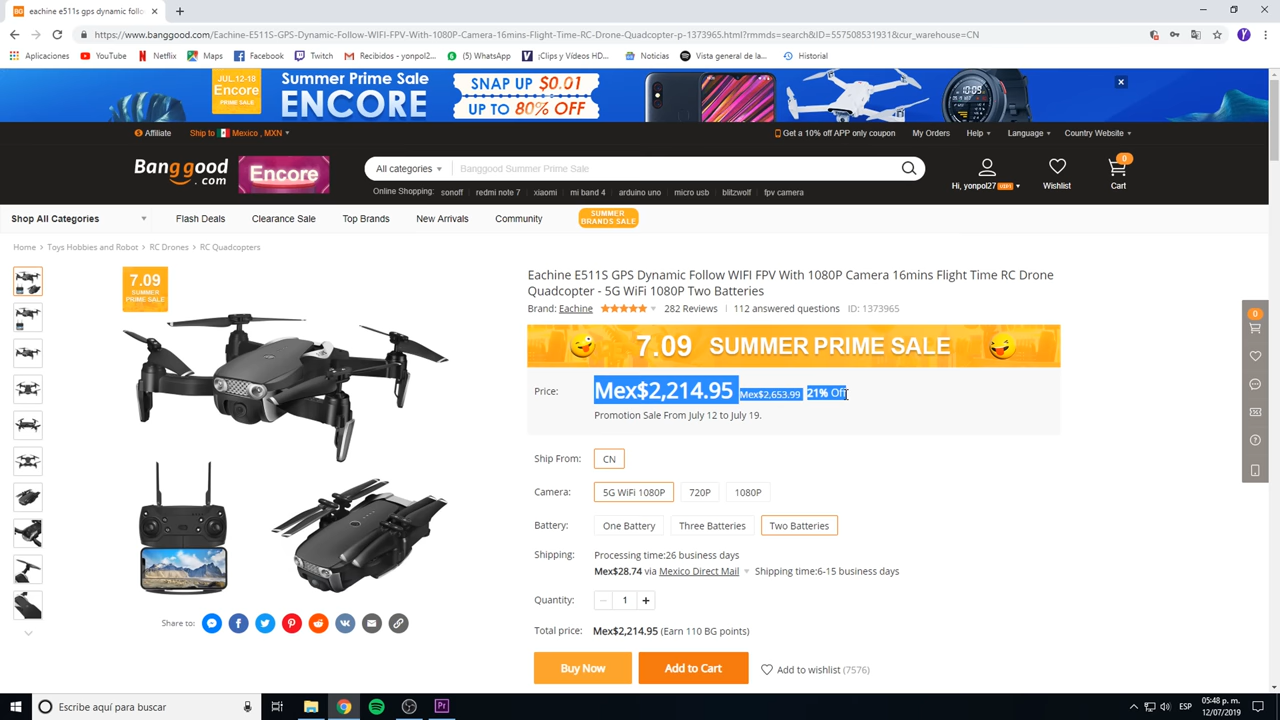 eachine e511s gps dynamic follo
https://www.banggood.com/Eachine-E511S-GPS-Dynamic-Follow-WIFI-FPV-With-1080P-Camera-16mins-Flight-Time-RC-Drone-Quadcopter-p-1373965.html?rmmds=search&ID=557508531931&cur_warehouse=CN
Aplicaciones YouTube Netflix Maps Facebook Twitch Recibidos - yonpol2... (5) WhatsApp ¡Clips y Vídeos HD... Noticias Vista general de la... Historial
JUL.12-18
Encore
PRIME SALE
Summer Prime Sale
ENCORE
SNAP UP $0.01
UP TO 80% OFF
Affiliate Ship to Mexico , MXN Get a 10% off APP only coupon My Orders Help Language Country Website
Banggood
.com
Encore
All categories Banggood Summer Prime Sale
Online Shopping: sonoff redmi note 7 xiaomi mi band 4 arduino uno micro usb blitzwolf fpv camera
Hi, yonpol27 VIP1 Wishlist 0 Cart
Shop All Categories Flash Deals Clearance Sale Top Brands New Arrivals Community SUMMER
BRANDS SALE
Home > Toys Hobbies and Robot > RC Drones > RC Quadcopters
7.09
SUMMER
PRIME SALE
Eachine E511S GPS Dynamic Follow WIFI FPV With 1080P Camera 16mins Flight Time RC Drone
Quadcopter - 5G WiFi 1080P Two Batteries
Brand: Eachine 282 Reviews 112 answered questions ID: 1373965
7.09 SUMMER PRIME SALE
Price: Mex$2,214.95 Mex$2,653.99 21% Off
Promotion Sale From July 12 to July 19.
Ship From: CN
Camera: 5G WiFi 1080P 720P 1080P
Battery: One Battery Three Batteries Two Batteries
Shipping: Processing time:26 business days
Mex$28.74 via Mexico Direct Mail Shipping time:6-15 business days
Quantity: − 1 +
Total price: Mex$2,214.95 (Earn 110 BG points)
Share to:
Buy Now Add to Cart Add to wishlist (7576)
0
Escribe aquí para buscar
ESP
05:48 p. m.
12/07/2019